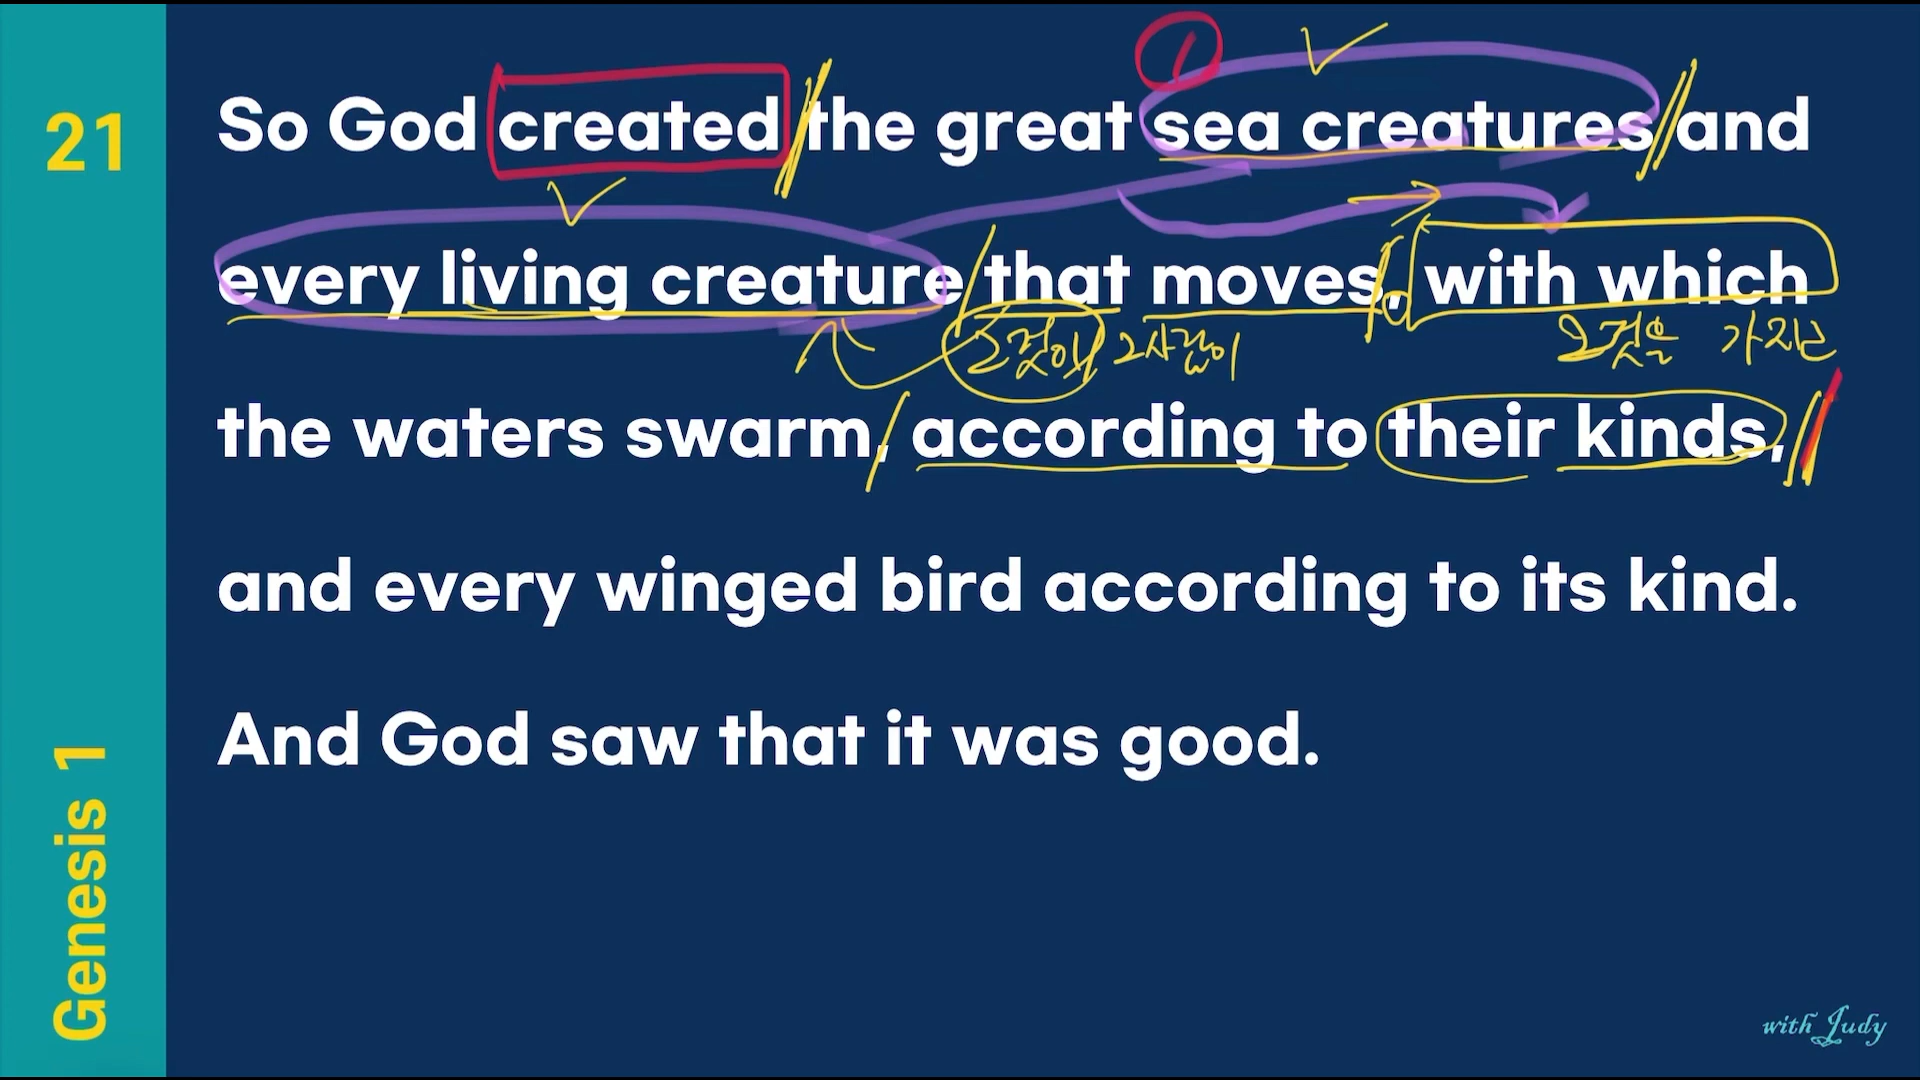 21
Genesis 1
①
So God created the great sea creatures and
every living creature that moves, with which
그것이 그사람이
그것을 가지고
the waters swarm, according to their kinds,
and every winged bird according to its kind.
And God saw that it was good.
with Judy